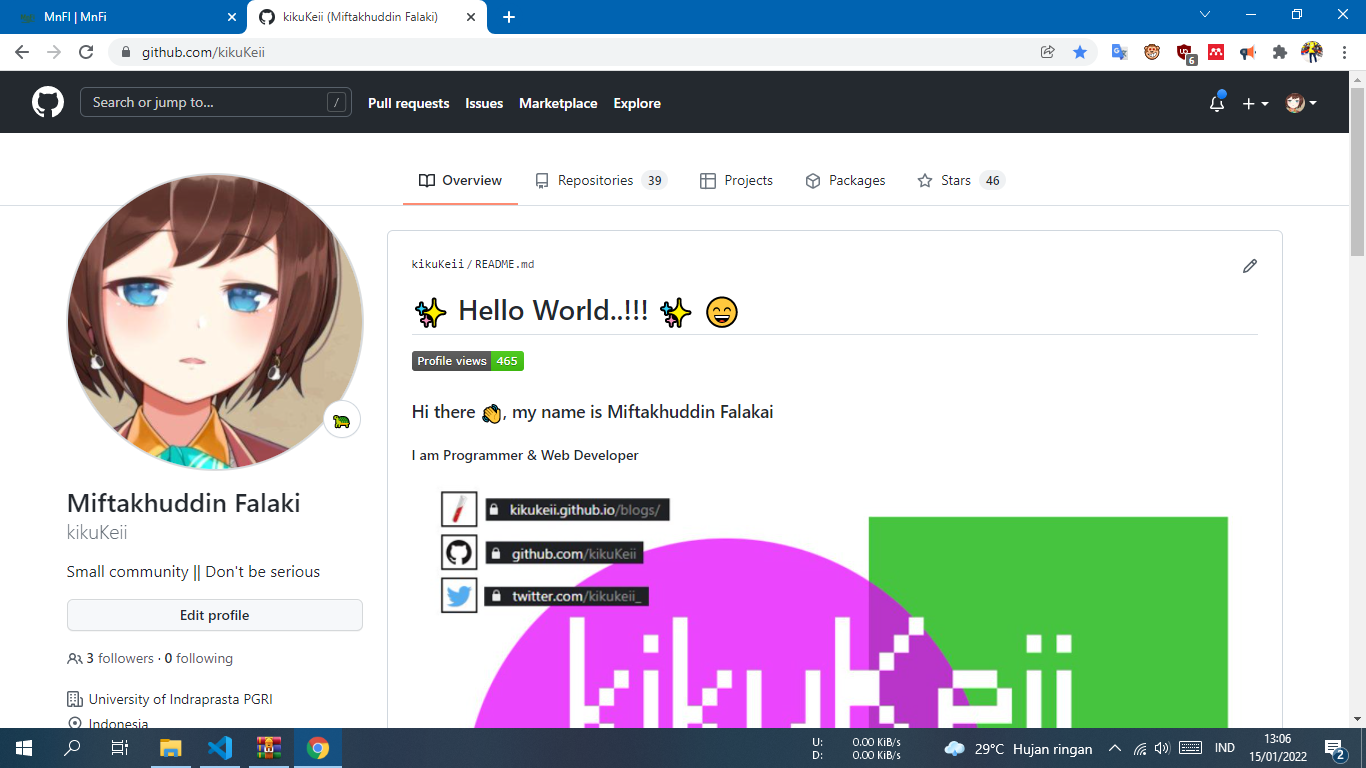 MnFl | MnFi
kikuKeii (Miftakhuddin Falaki)
github.com/kikuKeii
6
Search or jump to...
/
Pull requests
Issues
Marketplace
Explore
Overview
Repositories 39
Projects
Packages
Stars 46
kikuKeii / README.md
✨ Hello World..!!! ✨ 😄
Profile views 465
Hi there 👋, my name is Miftakhuddin Falakai
I am Programmer & Web Developer
kikukeii.github.io/blogs/
github.com/kikuKeii
twitter.com/kikukeii_
kikuKeii
Miftakhuddin Falaki
kikuKeii
Small community || Don't be serious
Edit profile
3 followers · 0 following
University of Indraprasta PGRI
Indonesia
U: 0.00 KiB/s
D: 0.00 KiB/s
29°C Hujan ringan
IND
13:06
15/01/2022
2